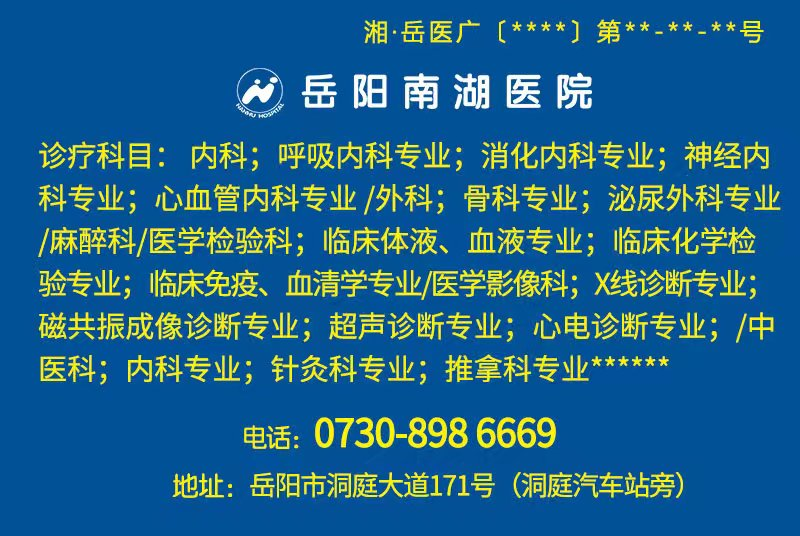 湘·岳医广〔****〕第**-**-**号
NANHU HOSPITAL
岳阳南湖医院
诊疗科目： 内科；呼吸内科专业；消化内科专业；神经内
科专业；心血管内科专业 /外科；骨科专业；泌尿外科专业
/麻醉科/医学检验科；临床体液、血液专业；临床化学检
验专业；临床免疫、血清学专业/医学影像科；X线诊断专业；
磁共振成像诊断专业；超声诊断专业；心电诊断专业；/中
医科；内科专业；针灸科专业；推拿科专业******
电话：0730-898 6669
地址：岳阳市洞庭大道171号（洞庭汽车站旁）